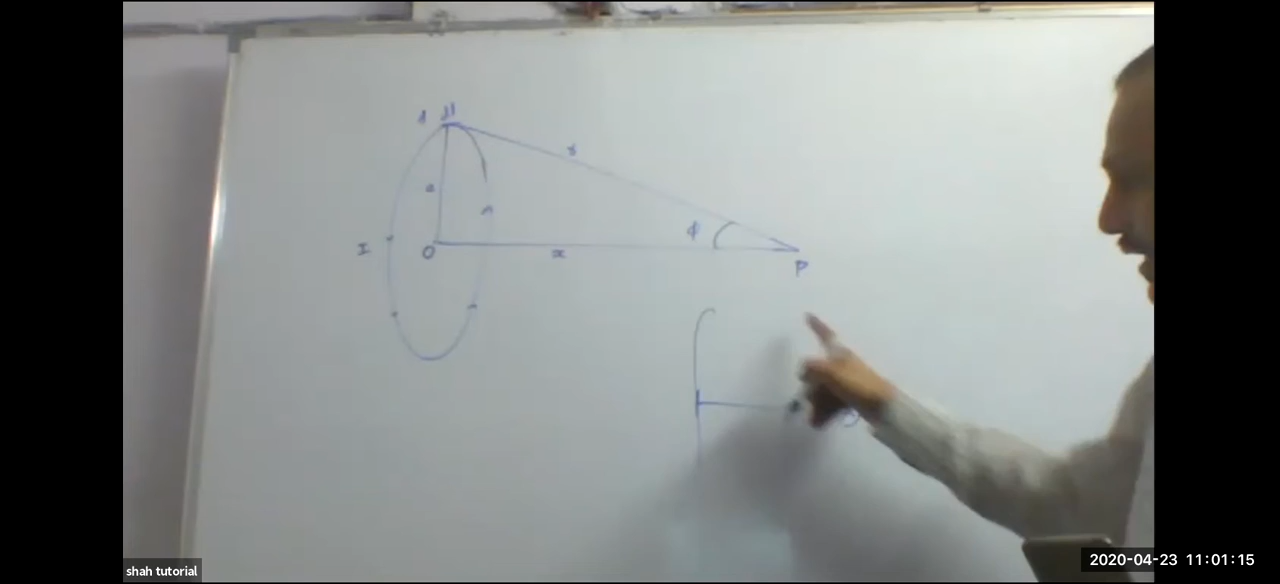 A dl
r
a
I
O
x
φ
P
shah tutorial
2020-04-23 11:01:15